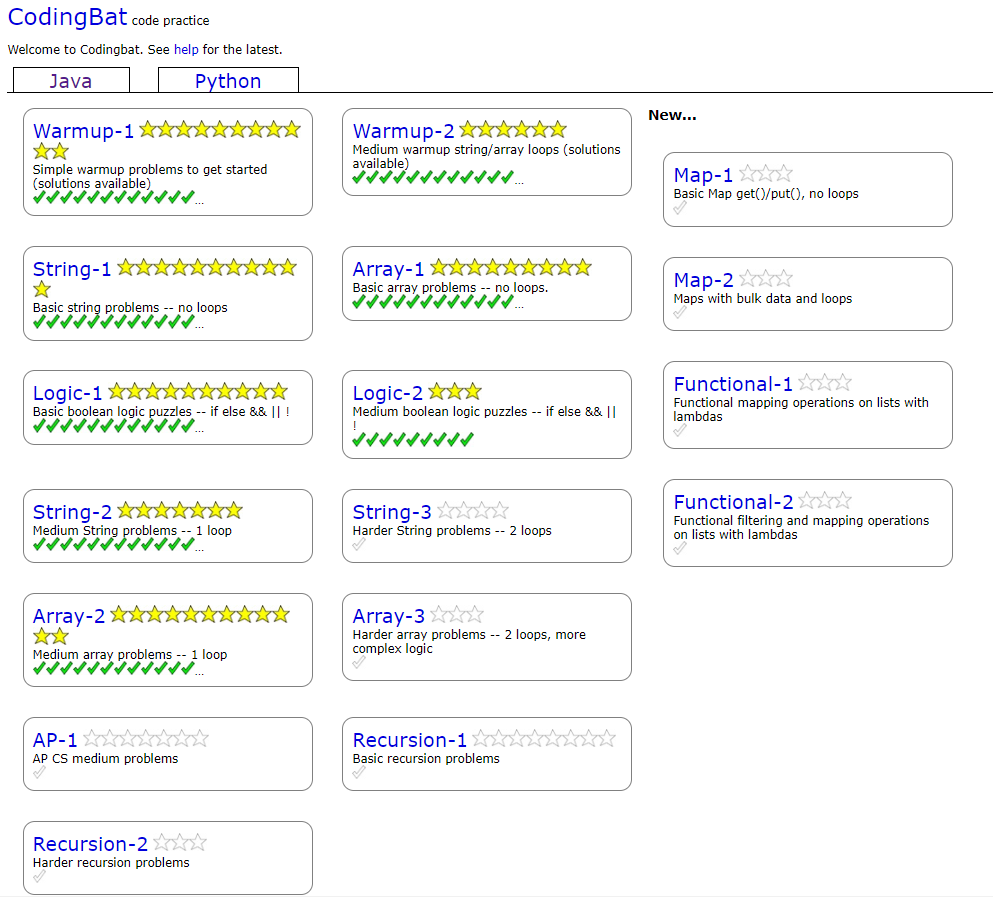 CodingBat code practice
Welcome to Codingbat. See help for the latest.
Java
Python
Warmup-1
Simple warmup problems to get started
(solutions available)
...
Warmup-2
Medium warmup string/array loops (solutions
available)
...
String-1
Basic string problems -- no loops
...
Array-1
Basic array problems -- no loops.
...
Logic-1
Basic boolean logic puzzles -- if else && || !
...
Logic-2
Medium boolean logic puzzles -- if else && ||
!
String-2
Medium String problems -- 1 loop
...
String-3
Harder String problems -- 2 loops
Array-2
Medium array problems -- 1 loop
...
Array-3
Harder array problems -- 2 loops, more
complex logic
AP-1
AP CS medium problems
Recursion-1
Basic recursion problems
Recursion-2
Harder recursion problems
New...
Map-1
Basic Map get()/put(), no loops
Map-2
Maps with bulk data and loops
Functional-1
Functional mapping operations on lists with
lambdas
Functional-2
Functional filtering and mapping operations
on lists with lambdas